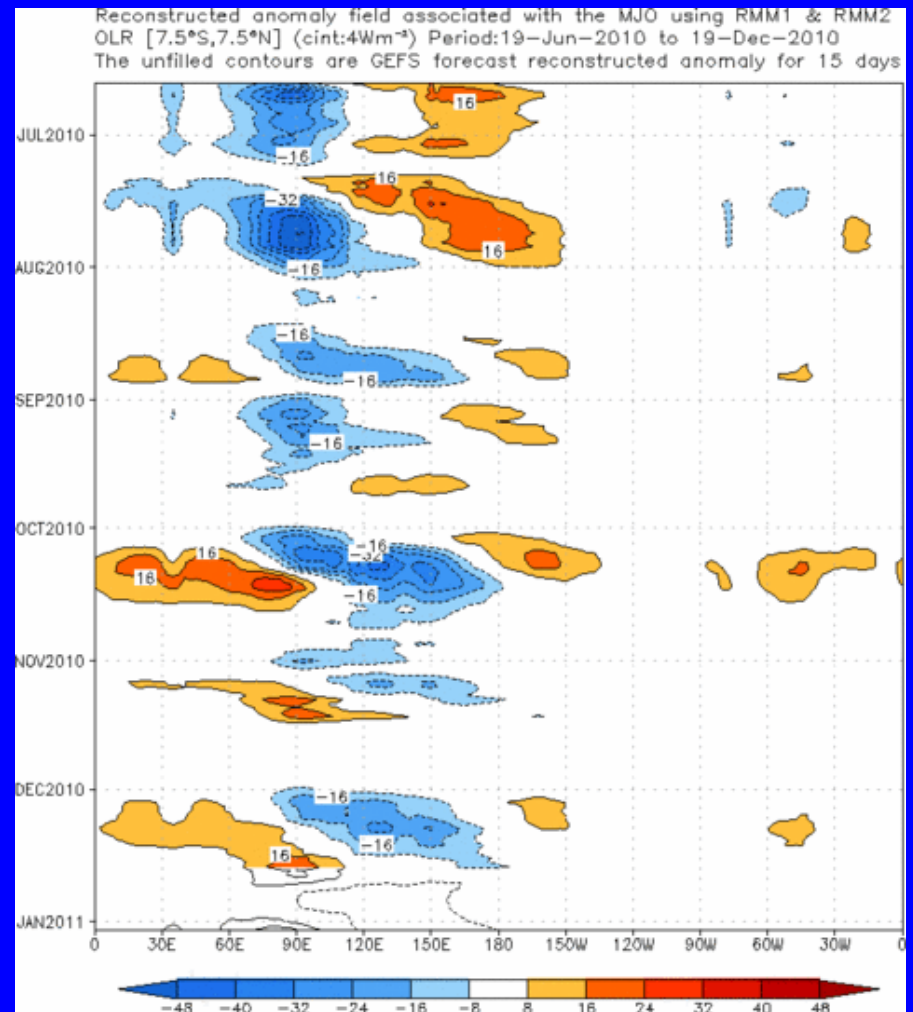 Reconstructed anomaly field associated with the MJO using RMM1 & RMM2
OLR [7.5°S,7.5°N] (cint:4Wm⁻²) Period:19-Jun-2010 to 19-Dec-2010
The unfilled contours are GEFS forecast reconstructed anomaly for 15 days
16
JUL2010
-16
16
-32
16
AUG2010
-16
-16
-16
SEP2010
-16
OCT2010
-16
-32
16
16
-16
NOV2010
DEC2010
-16
-16
16
JAN2011
0 30E 60E 90E 120E 150E 180 150W 120W 90W 60W 30W 0
-48 -40 -32 -24 -16 -8 8 16 24 32 40 48